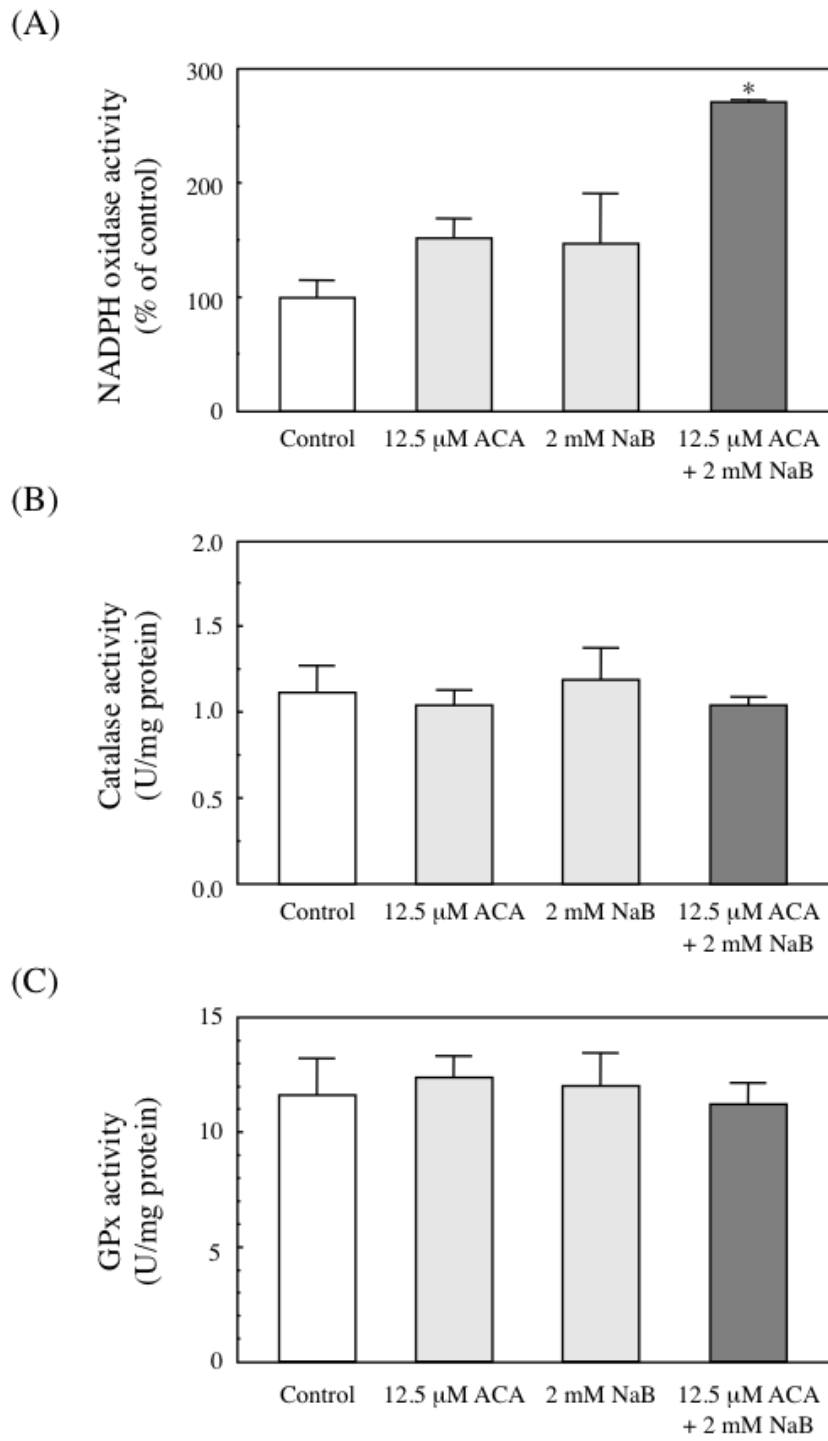 (A)
NADPH oxidase activity
(% of control)
300
200
100
0
*
Control
12.5 μM ACA
2 mM NaB
12.5 μM ACA
+ 2 mM NaB
(B)
Catalase activity
(U/mg protein)
2.0
1.5
1.0
0.5
0.0
Control
12.5 μM ACA
2 mM NaB
12.5 μM ACA
+ 2 mM NaB
(C)
GPx activity
(U/mg protein)
15
10
5
0
Control
12.5 μM ACA
2 mM NaB
12.5 μM ACA
+ 2 mM NaB